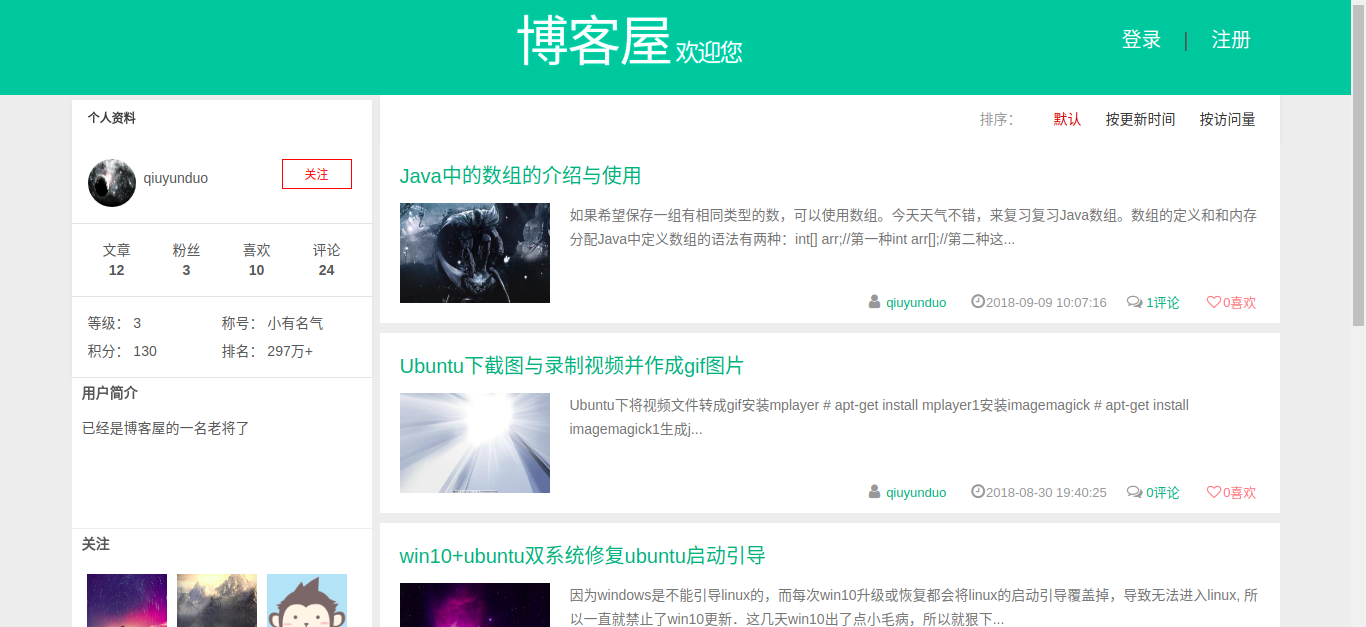 博客屋 欢迎您
登录 | 注册
个人资料
qiuyunduo
关注
文章 粉丝 喜欢 评论
12 3 10 24
等级： 3 称号： 小有名气
积分： 130 排名： 297万+
用户简介
已经是博客屋的一名老将了
关注
排序： 默认 按更新时间 按访问量
Java中的数组的介绍与使用
如果希望保存一组有相同类型的数，可以使用数组。今天天气不错，来复习复习Java数组。数组的定义和和内存
分配Java中定义数组的语法有两种：int[] arr;//第一种int arr[];//第二种这...
qiuyunduo 2018-09-09 10:07:16 1评论 0喜欢
Ubuntu下截图与录制视频并作成gif图片
Ubuntu下将视频文件转成gif安装mplayer # apt-get install mplayer1安装imagemagick # apt-get install
imagemagick1生成j...
qiuyunduo 2018-08-30 19:40:25 0评论 0喜欢
win10+ubuntu双系统修复ubuntu启动引导
因为windows是不能引导linux的，而每次win10升级或恢复都会将linux的启动引导覆盖掉，导致无法进入linux, 所
以一直就禁止了win10更新．这几天win10出了点小毛病，所以就狠下...